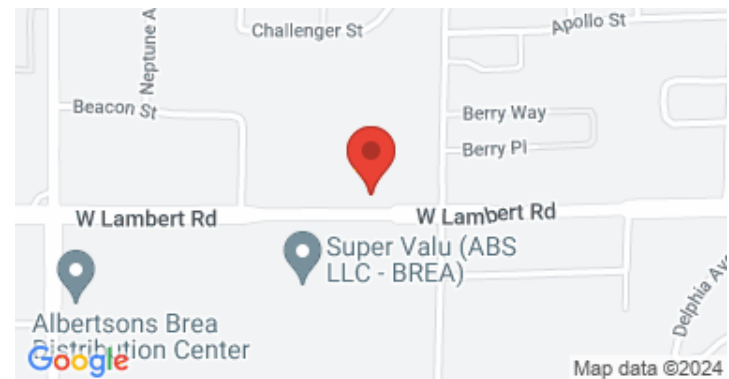 Challenger St
Apollo St
Neptune A
Beacon St
Berry Way
Berry Pl
W Lambert Rd
W Lambert Rd
Super Valu (ABS
LLC - BREA)
Albertsons Brea
Distribution Center
Delphia Ave
Google
Map data ©2024